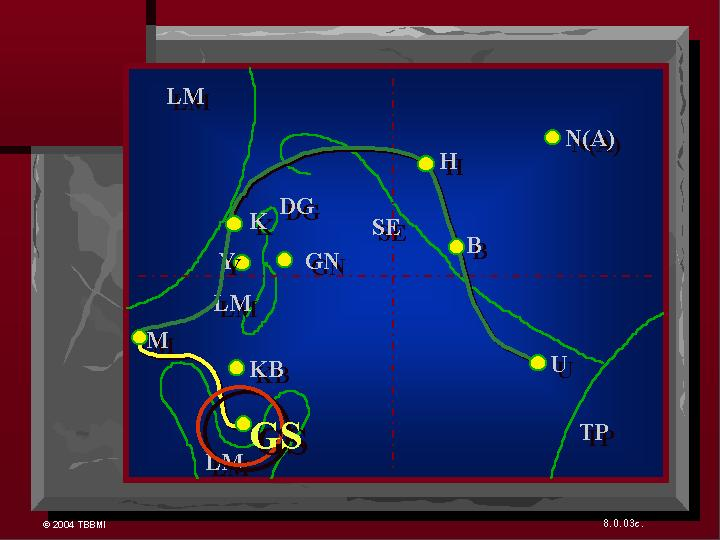 LM
N(A)
H
K
DG
SE
B
Y
GN
LM
M
U
KB
GS
TP
LM
© 2004 TBBMI
8.0.03c.